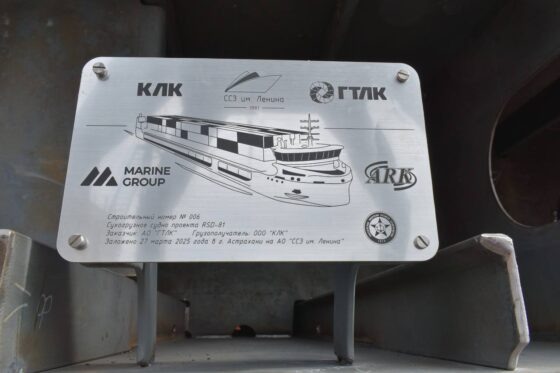 КЛК
ССЗ им. Ленина
ГТЛК
MARINE
GROUP
ARK
Строительный номер № 006
Сухогрузное судно проекта RSD-81
Заказчик: АО "ГТЛК" Грузополучатель: ООО "КЛК"
Заложено 27 марта 2025 года в г. Астрахани на АО "ССЗ им. Ленина"